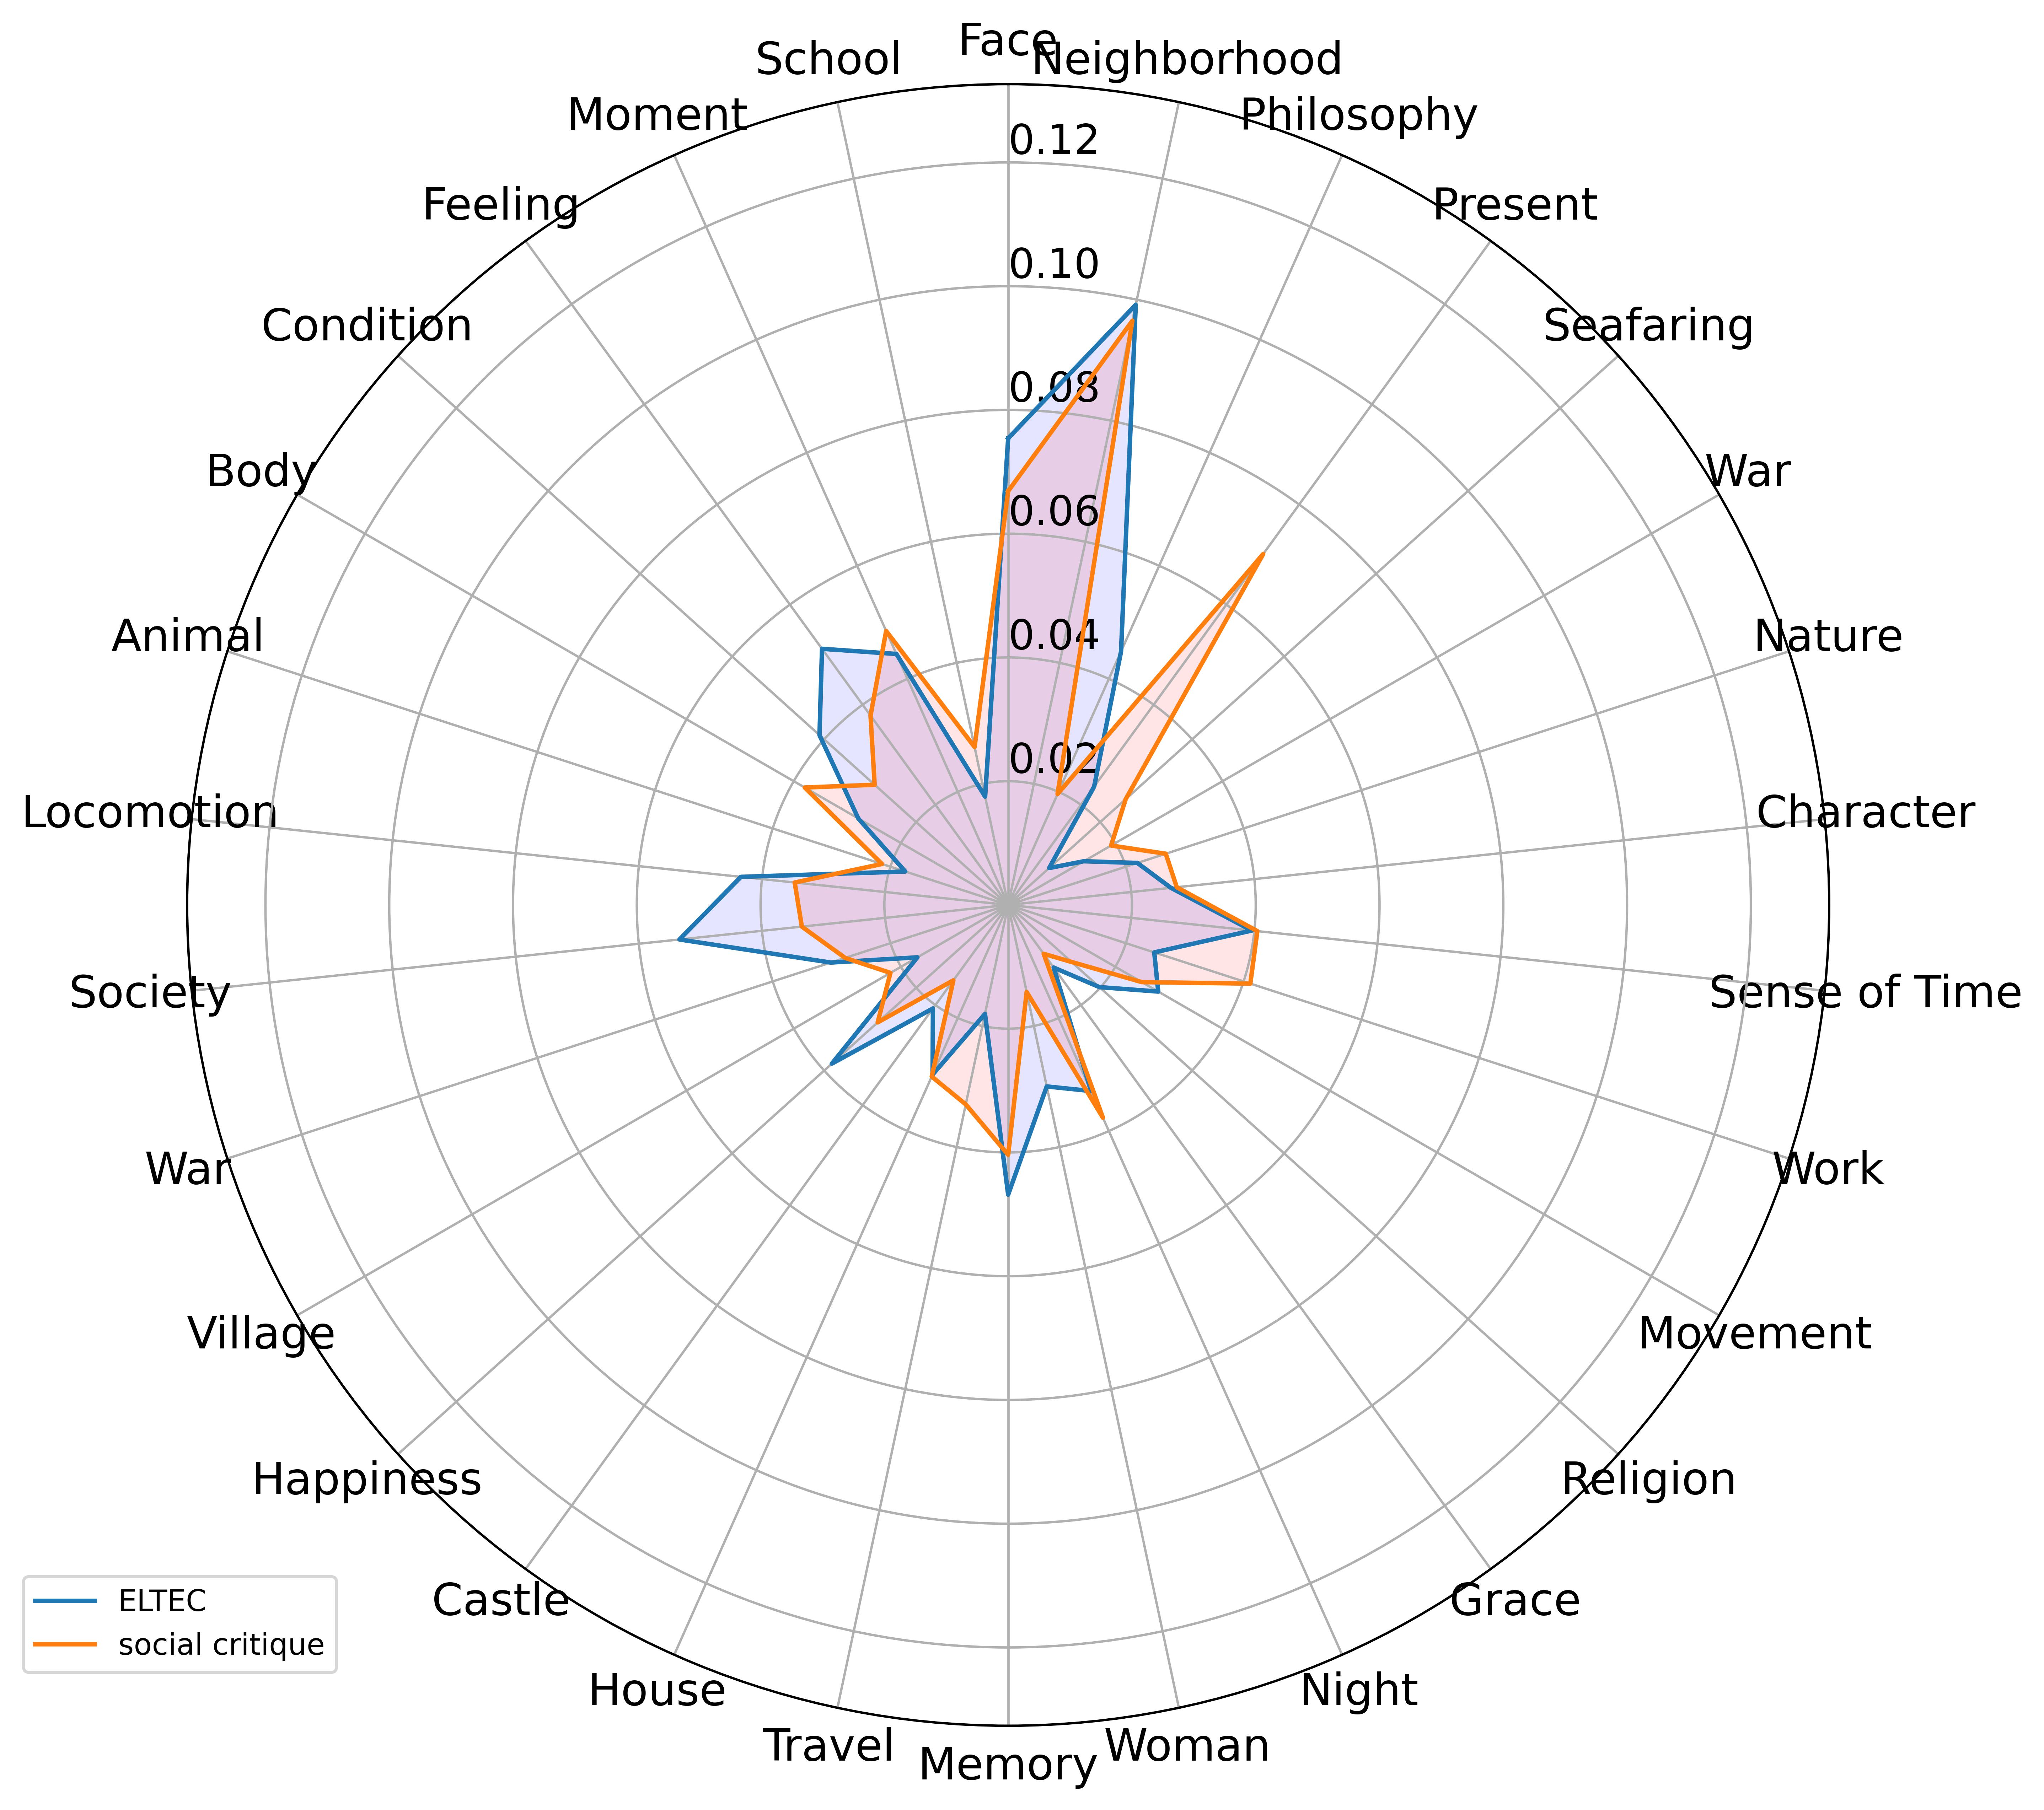 Face
School
Neighborhood
Moment
Philosophy
0.12
Feeling
Present
0.10
Condition
Seafaring
0.08
Body
War
0.06
Animal
Nature
0.04
0.02
Locomotion
Character
Society
Sense of Time
War
Work
Village
Movement
Happiness
Religion
Castle
Grace
ELTEC
social critique
House
Night
Travel
Woman
Memory